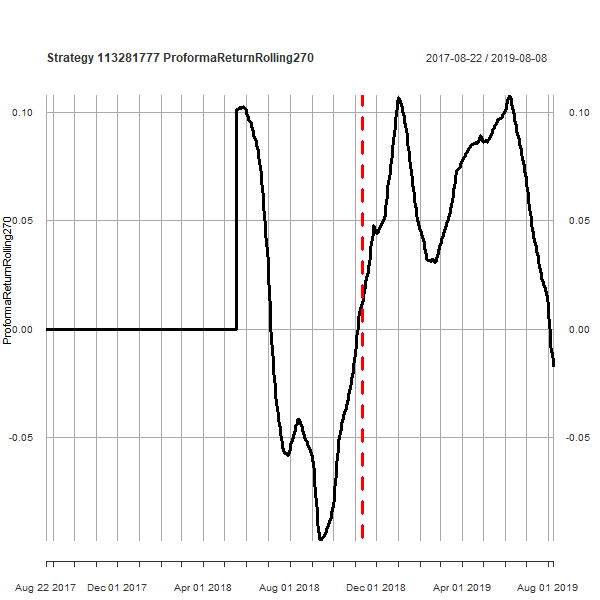 Strategy 113281777 ProformaReturnRolling270
2017-08-22 / 2019-08-08
0.10
0.10
0.05
0.05
0.00
0.00
-0.05
-0.05
ProformaReturnRolling270
Aug 22 2017
Dec 01 2017
Apr 01 2018
Aug 01 2018
Dec 01 2018
Apr 01 2019
Aug 01 2019